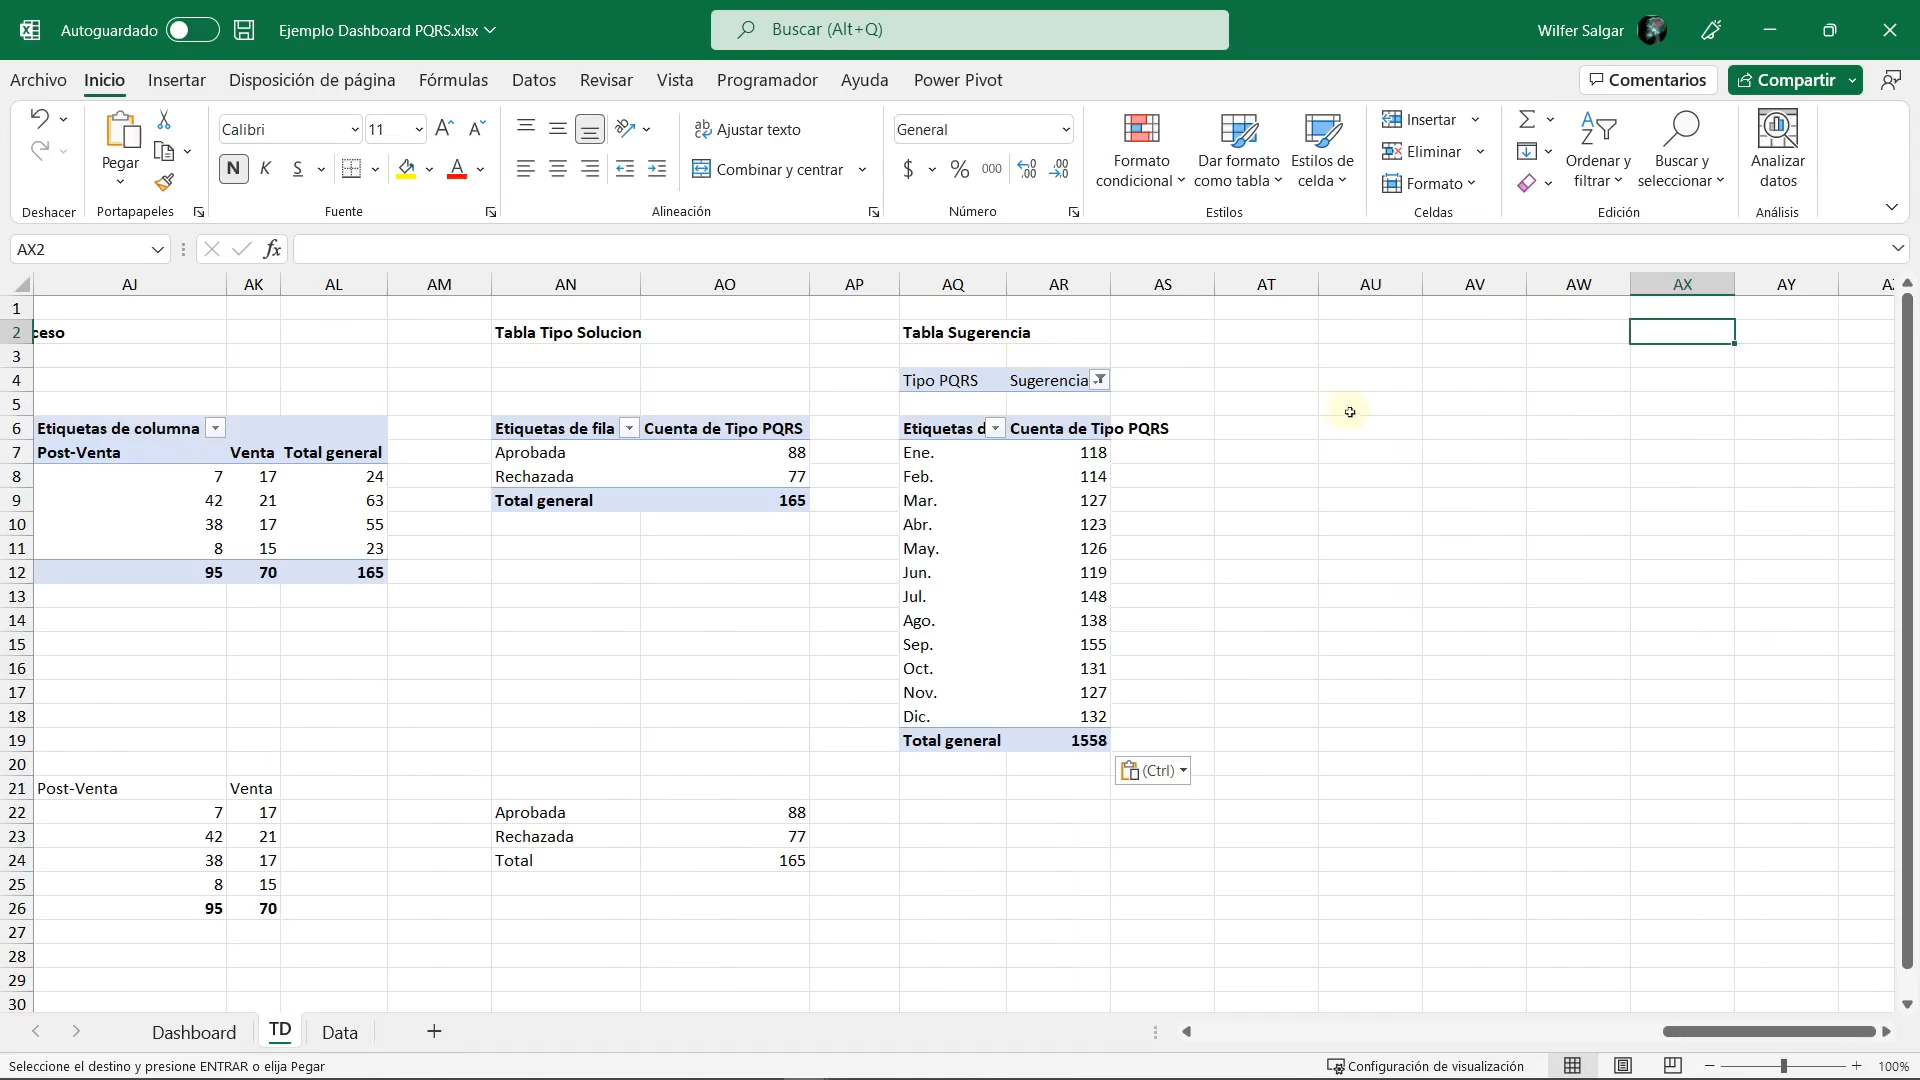 Autoguardado
Ejemplo Dashboard PQRS.xlsx
Buscar (Alt+Q)
Wilfer Salgar
Archivo Inicio Insertar Disposición de página Fórmulas Datos Revisar Vista Programador Ayuda Power Pivot
Comentarios Compartir
Pegar
Calibri 11
N K S
Ajustar texto
Combinar y centrar
General
$ % 000
Formato condicional
Dar formato como tabla
Estilos de celda
Insertar
Eliminar
Formato
Ordenar y filtrar
Buscar y seleccionar
Analizar datos
Deshacer Portapapeles Fuente Alineación Número Estilos Celdas Edición Análisis
AX2 fx
AJ AK AL AM AN AO AP AQ AR AS AT AU AV AW AX AY
1
2 ceso Tabla Tipo Solucion Tabla Sugerencia
3
4 Tipo PQRS Sugerencia
5
6 Etiquetas de columna Etiquetas de fila Cuenta de Tipo PQRS Etiquetas d Cuenta de Tipo PQRS
7 Post-Venta Venta Total general Aprobada 88 Ene. 118
8 7 17 24 Rechazada 77 Feb. 114
9 42 21 63 Total general 165 Mar. 127
10 38 17 55 Abr. 123
11 8 15 23 May. 126
12 95 70 165 Jun. 119
13 Jul. 148
14 Ago. 138
15 Sep. 155
16 Oct. 131
17 Nov. 127
18 Dic. 132
19 Total general 1558
20 (Ctrl)
21 Post-Venta Venta
22 7 17 Aprobada 88
23 42 21 Rechazada 77
24 38 17 Total 165
25 8 15
26 95 70
27
28
29
30
Dashboard TD Data
Seleccione el destino y presione ENTRAR o elija Pegar
Configuración de visualización
100%